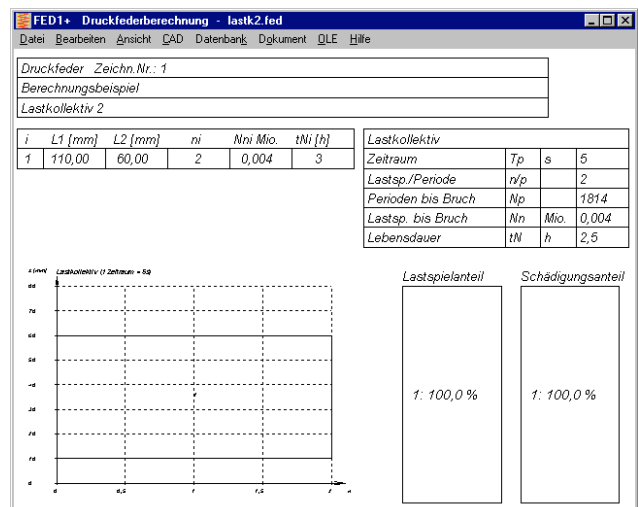 FED1+ Druckfederberechnung - lastk2.fed
Datei Bearbeiten Ansicht CAD Datenbank Dokument OLE Hilfe
Druckfeder Zeichn.Nr.: 1
Berechnungsbeispiel
Lastkollektiv 2
i L1 [mm] L2 [mm] ni Nni Mio. tNi [h]
1 110,00 60,00 2 0,004 3
Lastkollektiv
Zeitraum Tp s 5
Lastsp./Periode n/p 2
Perioden bis Bruch Np 1814
Lastsp. bis Bruch Nn Mio. 0,004
Lebensdauer tN h 2,5
s [mm] Lastkollektiv (1 Zeitraum = 5s)
Lastspielanteil Schädigungsanteil
1: 100,0 % 1: 100,0 %